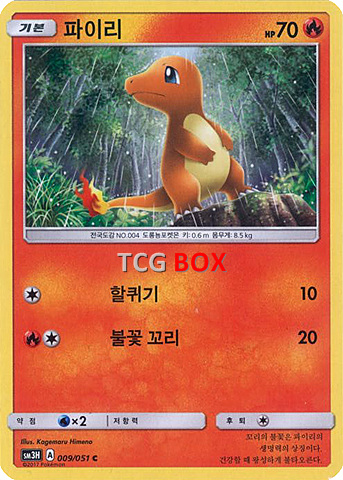 기본 파이리 HP 70
전국도감 NO.004 도롱뇽포켓몬 키: 0.6 m 몸무게: 8.5 kg
TCG BOX
할퀴기 10
불꽃 꼬리 20
약점 ×2 저항력 후퇴
Illus. Kagemaru Himeno
SM3H A 009/051 C
©2017 Pokémon
꼬리의 불꽃은 파이리의
생명력의 상징이다.
건강할 때 왕성하게 불타오른다.